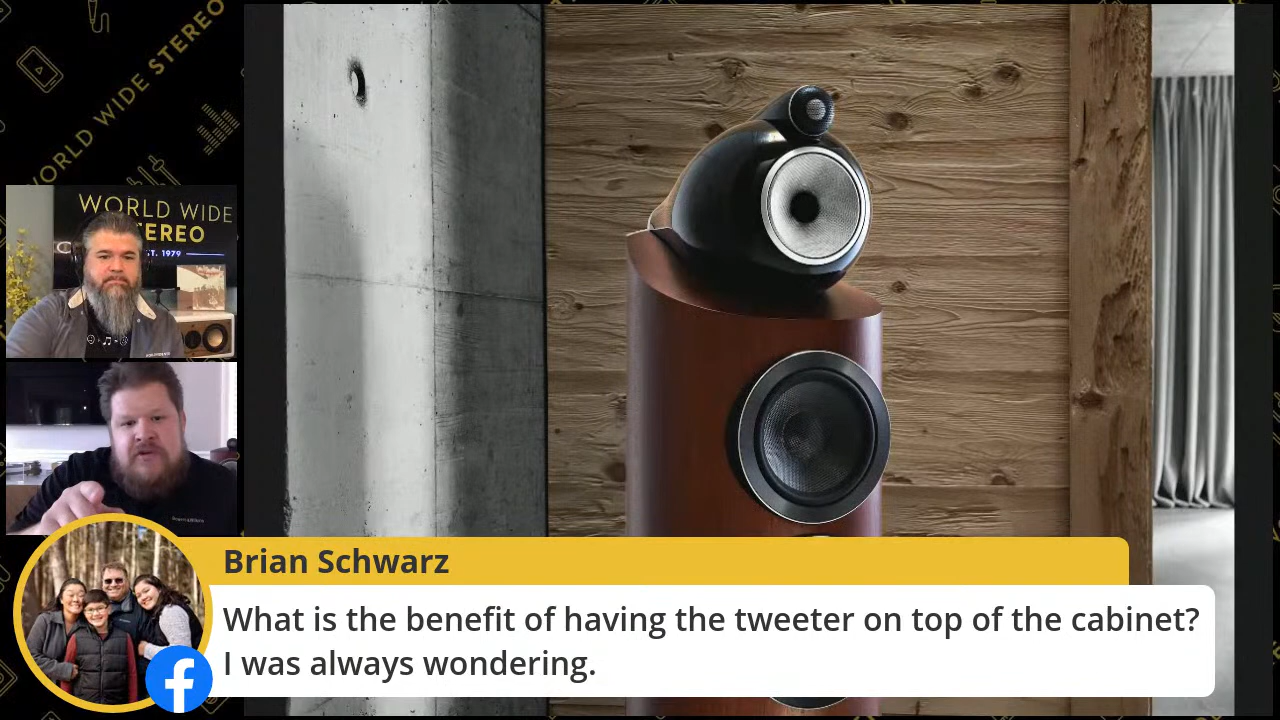 WORLD WIDE STEREO
WORLD WIDE
STEREO
EST. 1979
Brian Schwarz
What is the benefit of having the tweeter on top of the cabinet?
I was always wondering.